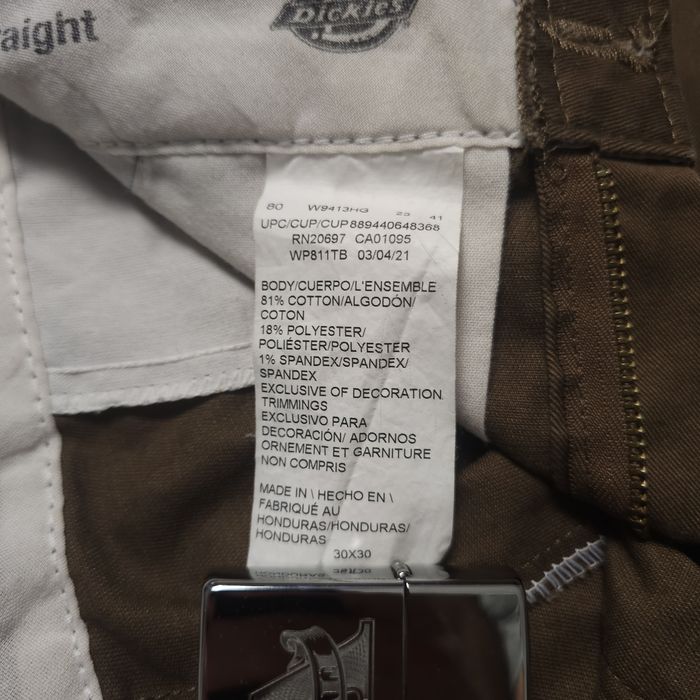 aight
Dickies
80 W9413HG 25 41
UPC/CUP/CUP889440648368
RN20697 CA01095
WP811TB 03/04/21
BODY/CUERPO/L'ENSEMBLE
81% COTTON/ALGODÓN/
COTON
18% POLYESTER/
POLIÉSTER/POLYESTER
1% SPANDEX/SPANDEX/
SPANDEX
EXCLUSIVE OF DECORATION
TRIMMINGS
EXCLUSIVO PARA
DECORACIÓN/ ADORNOS
ORNEMENT ET GARNITURE
NON COMPRIS
MADE IN \ HECHO EN \
FABRIQUÉ AU
HONDURAS/HONDURAS/
HONDURAS
30X30